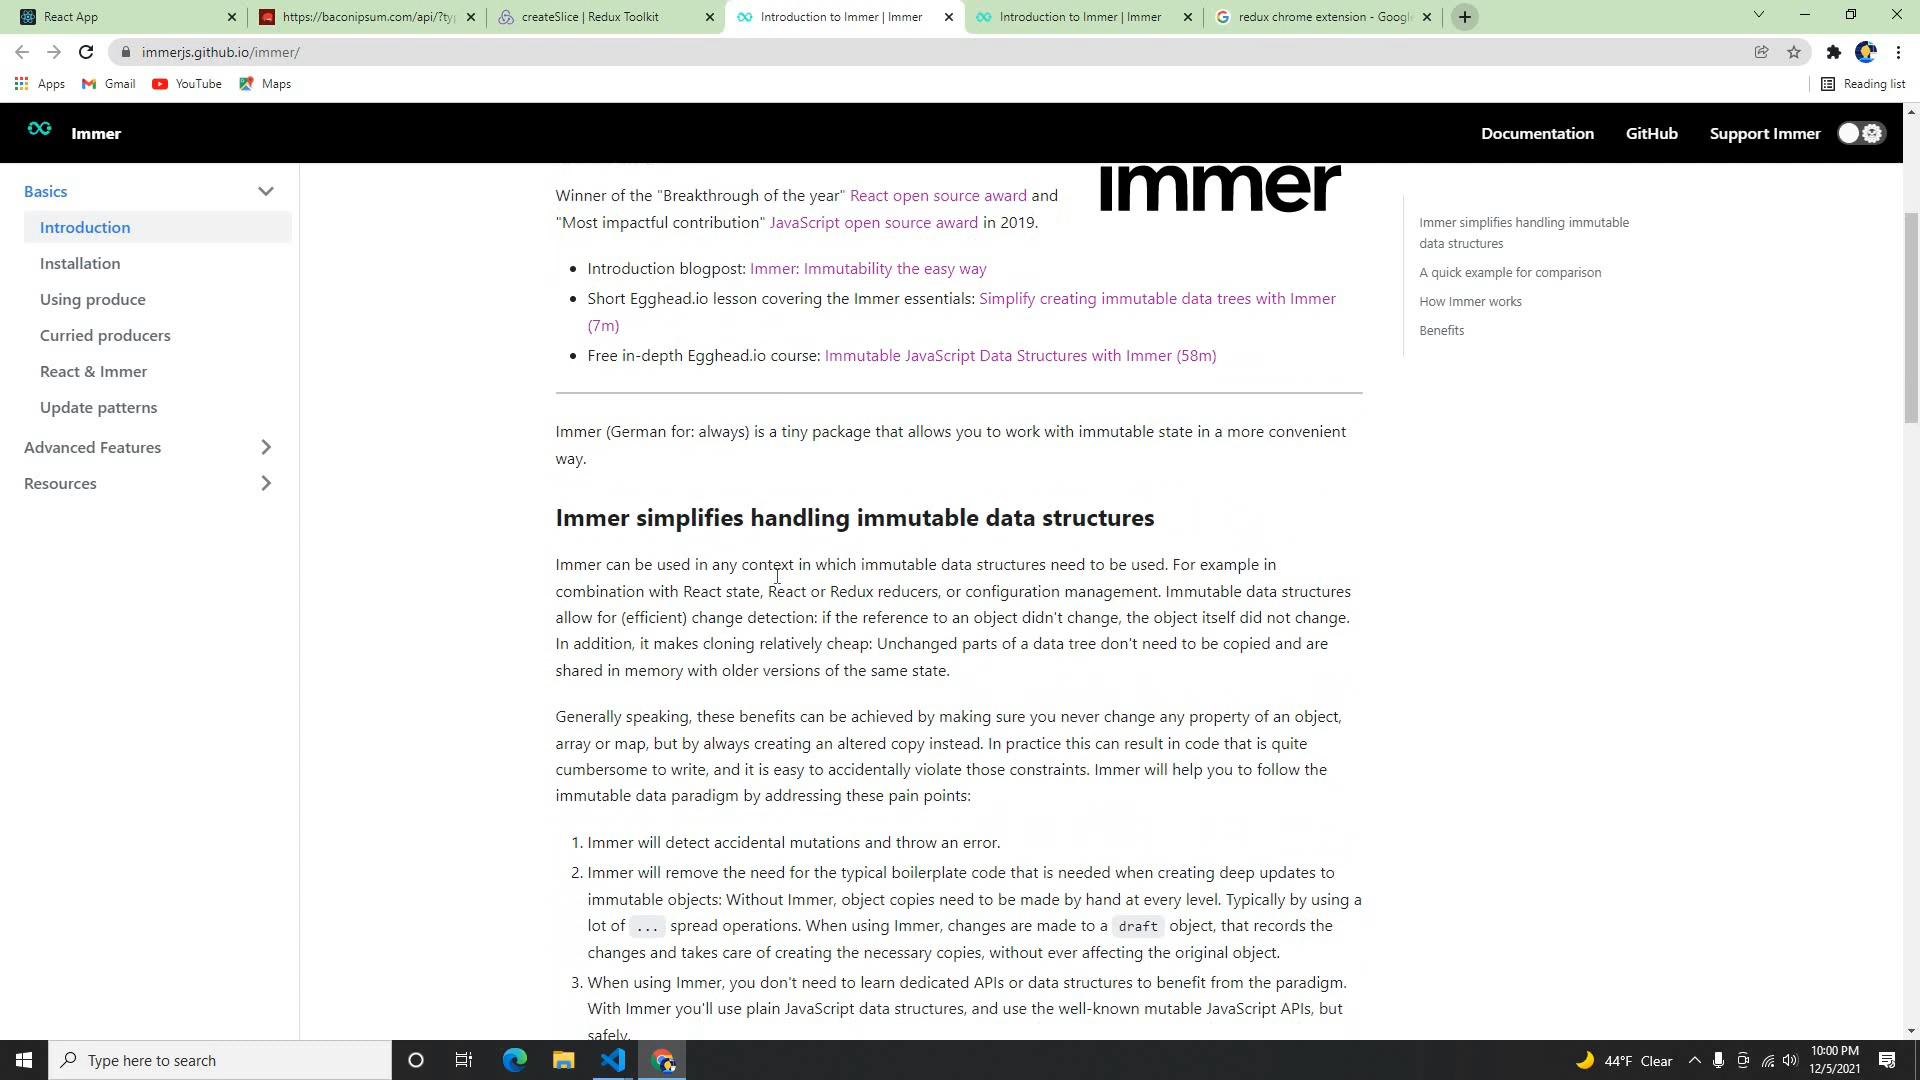 React App
https://baconipsum.com/api/?ty
createSlice | Redux Toolkit
Introduction to Immer | Immer
Introduction to Immer | Immer
redux chrome extension - Googl
immerjs.github.io/immer/
Apps
Gmail
YouTube
Maps
Reading list
Immer
Documentation
GitHub
Support Immer
Basics
Introduction
Installation
Using produce
Curried producers
React & Immer
Update patterns
Advanced Features
Resources
immer
Winner of the "Breakthrough of the year" React open source award and
"Most impactful contribution" JavaScript open source award in 2019.
• Introduction blogpost: Immer: Immutability the easy way
• Short Egghead.io lesson covering the Immer essentials: Simplify creating immutable data trees with Immer
(7m)
• Free in-depth Egghead.io course: Immutable JavaScript Data Structures with Immer (58m)
Immer (German for: always) is a tiny package that allows you to work with immutable state in a more convenient
way.
Immer simplifies handling immutable data structures
Immer can be used in any context in which immutable data structures need to be used. For example in
combination with React state, React or Redux reducers, or configuration management. Immutable data structures
allow for (efficient) change detection: if the reference to an object didn't change, the object itself did not change.
In addition, it makes cloning relatively cheap: Unchanged parts of a data tree don't need to be copied and are
shared in memory with older versions of the same state.
Generally speaking, these benefits can be achieved by making sure you never change any property of an object,
array or map, but by always creating an altered copy instead. In practice this can result in code that is quite
cumbersome to write, and it is easy to accidentally violate those constraints. Immer will help you to follow the
immutable data paradigm by addressing these pain points:
1. Immer will detect accidental mutations and throw an error.
2. Immer will remove the need for the typical boilerplate code that is needed when creating deep updates to
immutable objects: Without Immer, object copies need to be made by hand at every level. Typically by using a
lot of ... spread operations. When using Immer, changes are made to a draft object, that records the
changes and takes care of creating the necessary copies, without ever affecting the original object.
3. When using Immer, you don't need to learn dedicated APIs or data structures to benefit from the paradigm.
With Immer you'll use plain JavaScript data structures, and use the well-known mutable JavaScript APIs, but
safely.
Immer simplifies handling immutable
data structures
A quick example for comparison
How Immer works
Benefits
Type here to search
44°F Clear
10:00 PM
12/5/2021